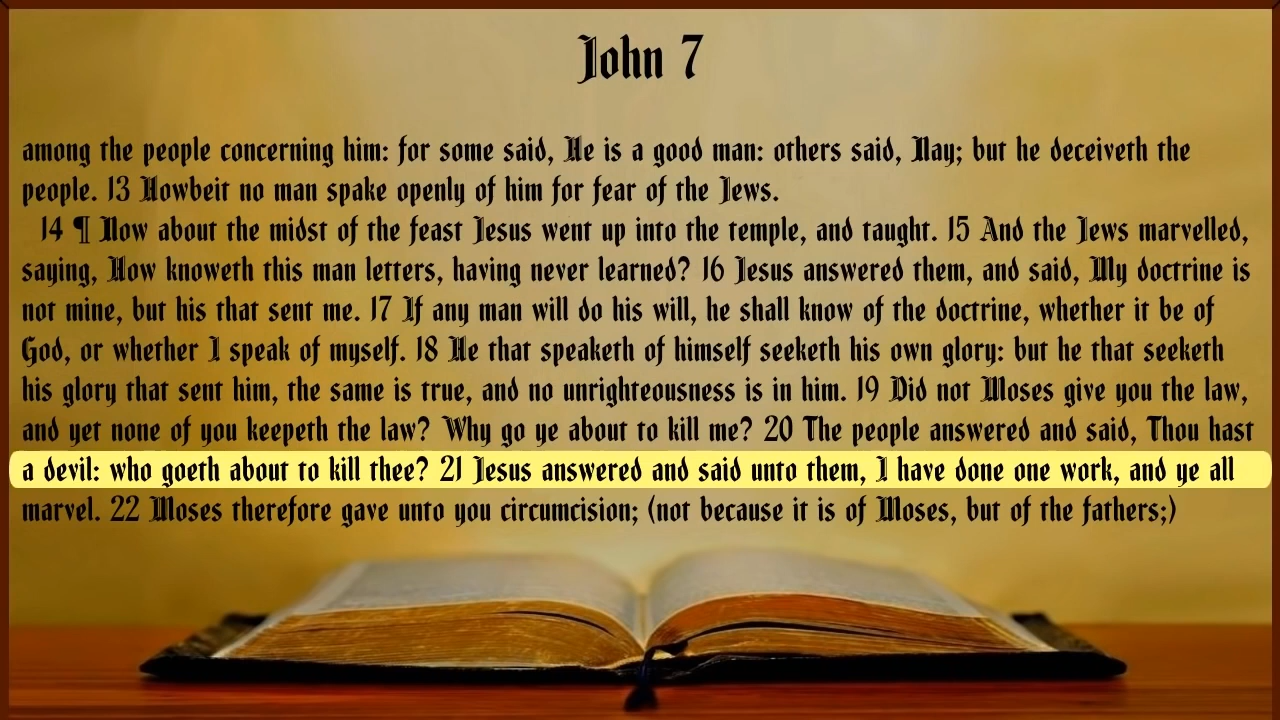 John 7
among the people concerning him: for some said, He is a good man: others said, Nay; but he deceiveth the
people. 13 Howbeit no man spake openly of him for fear of the Jews.
14 ¶ Now about the midst of the feast Jesus went up into the temple, and taught. 15 And the Jews marvelled,
saying, How knoweth this man letters, having never learned? 16 Jesus answered them, and said, My doctrine is
not mine, but his that sent me. 17 If any man will do his will, he shall know of the doctrine, whether it be of
God, or whether I speak of myself. 18 He that speaketh of himself seeketh his own glory: but he that seeketh
his glory that sent him, the same is true, and no unrighteousness is in him. 19 Did not Moses give you the law,
and yet none of you keepeth the law? Why go ye about to kill me? 20 The people answered and said, Thou hast
a devil: who goeth about to kill thee? 21 Jesus answered and said unto them, I have done one work, and ye all
marvel. 22 Moses therefore gave unto you circumcision; (not because it is of Moses, but of the fathers;)